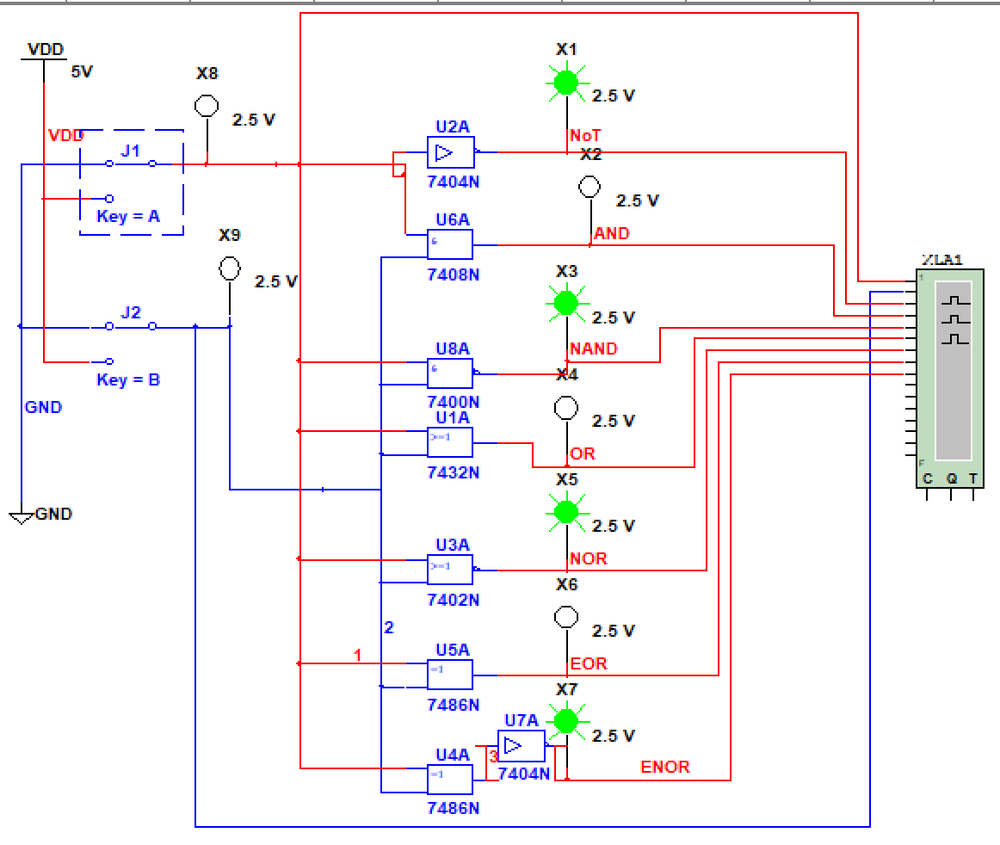 VDD
5V
VDD
J1
Key = A
X8
2.5 V
X9
2.5 V
J2
Key = B
GND
GND
X1
2.5 V
NoT
U2A
7404N
X2
2.5 V
AND
U6A
&
7408N
X3
2.5 V
NAND
U8A
&
7400N
X4
2.5 V
OR
U1A
>=1
7432N
X5
2.5 V
NOR
U3A
>=1
7402N
2
X6
2.5 V
EOR
1
U5A
=1
7486N
X7
2.5 V
U7A
3
7404N
ENOR
U4A
=1
7486N
XLA1
1
F
C Q T